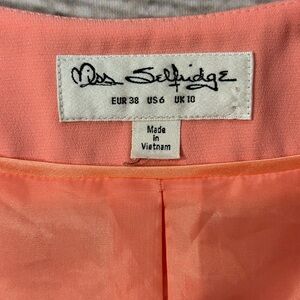 Miss Selfridge
EUR 38 US 6 UK 10
Made
in
Vietnam